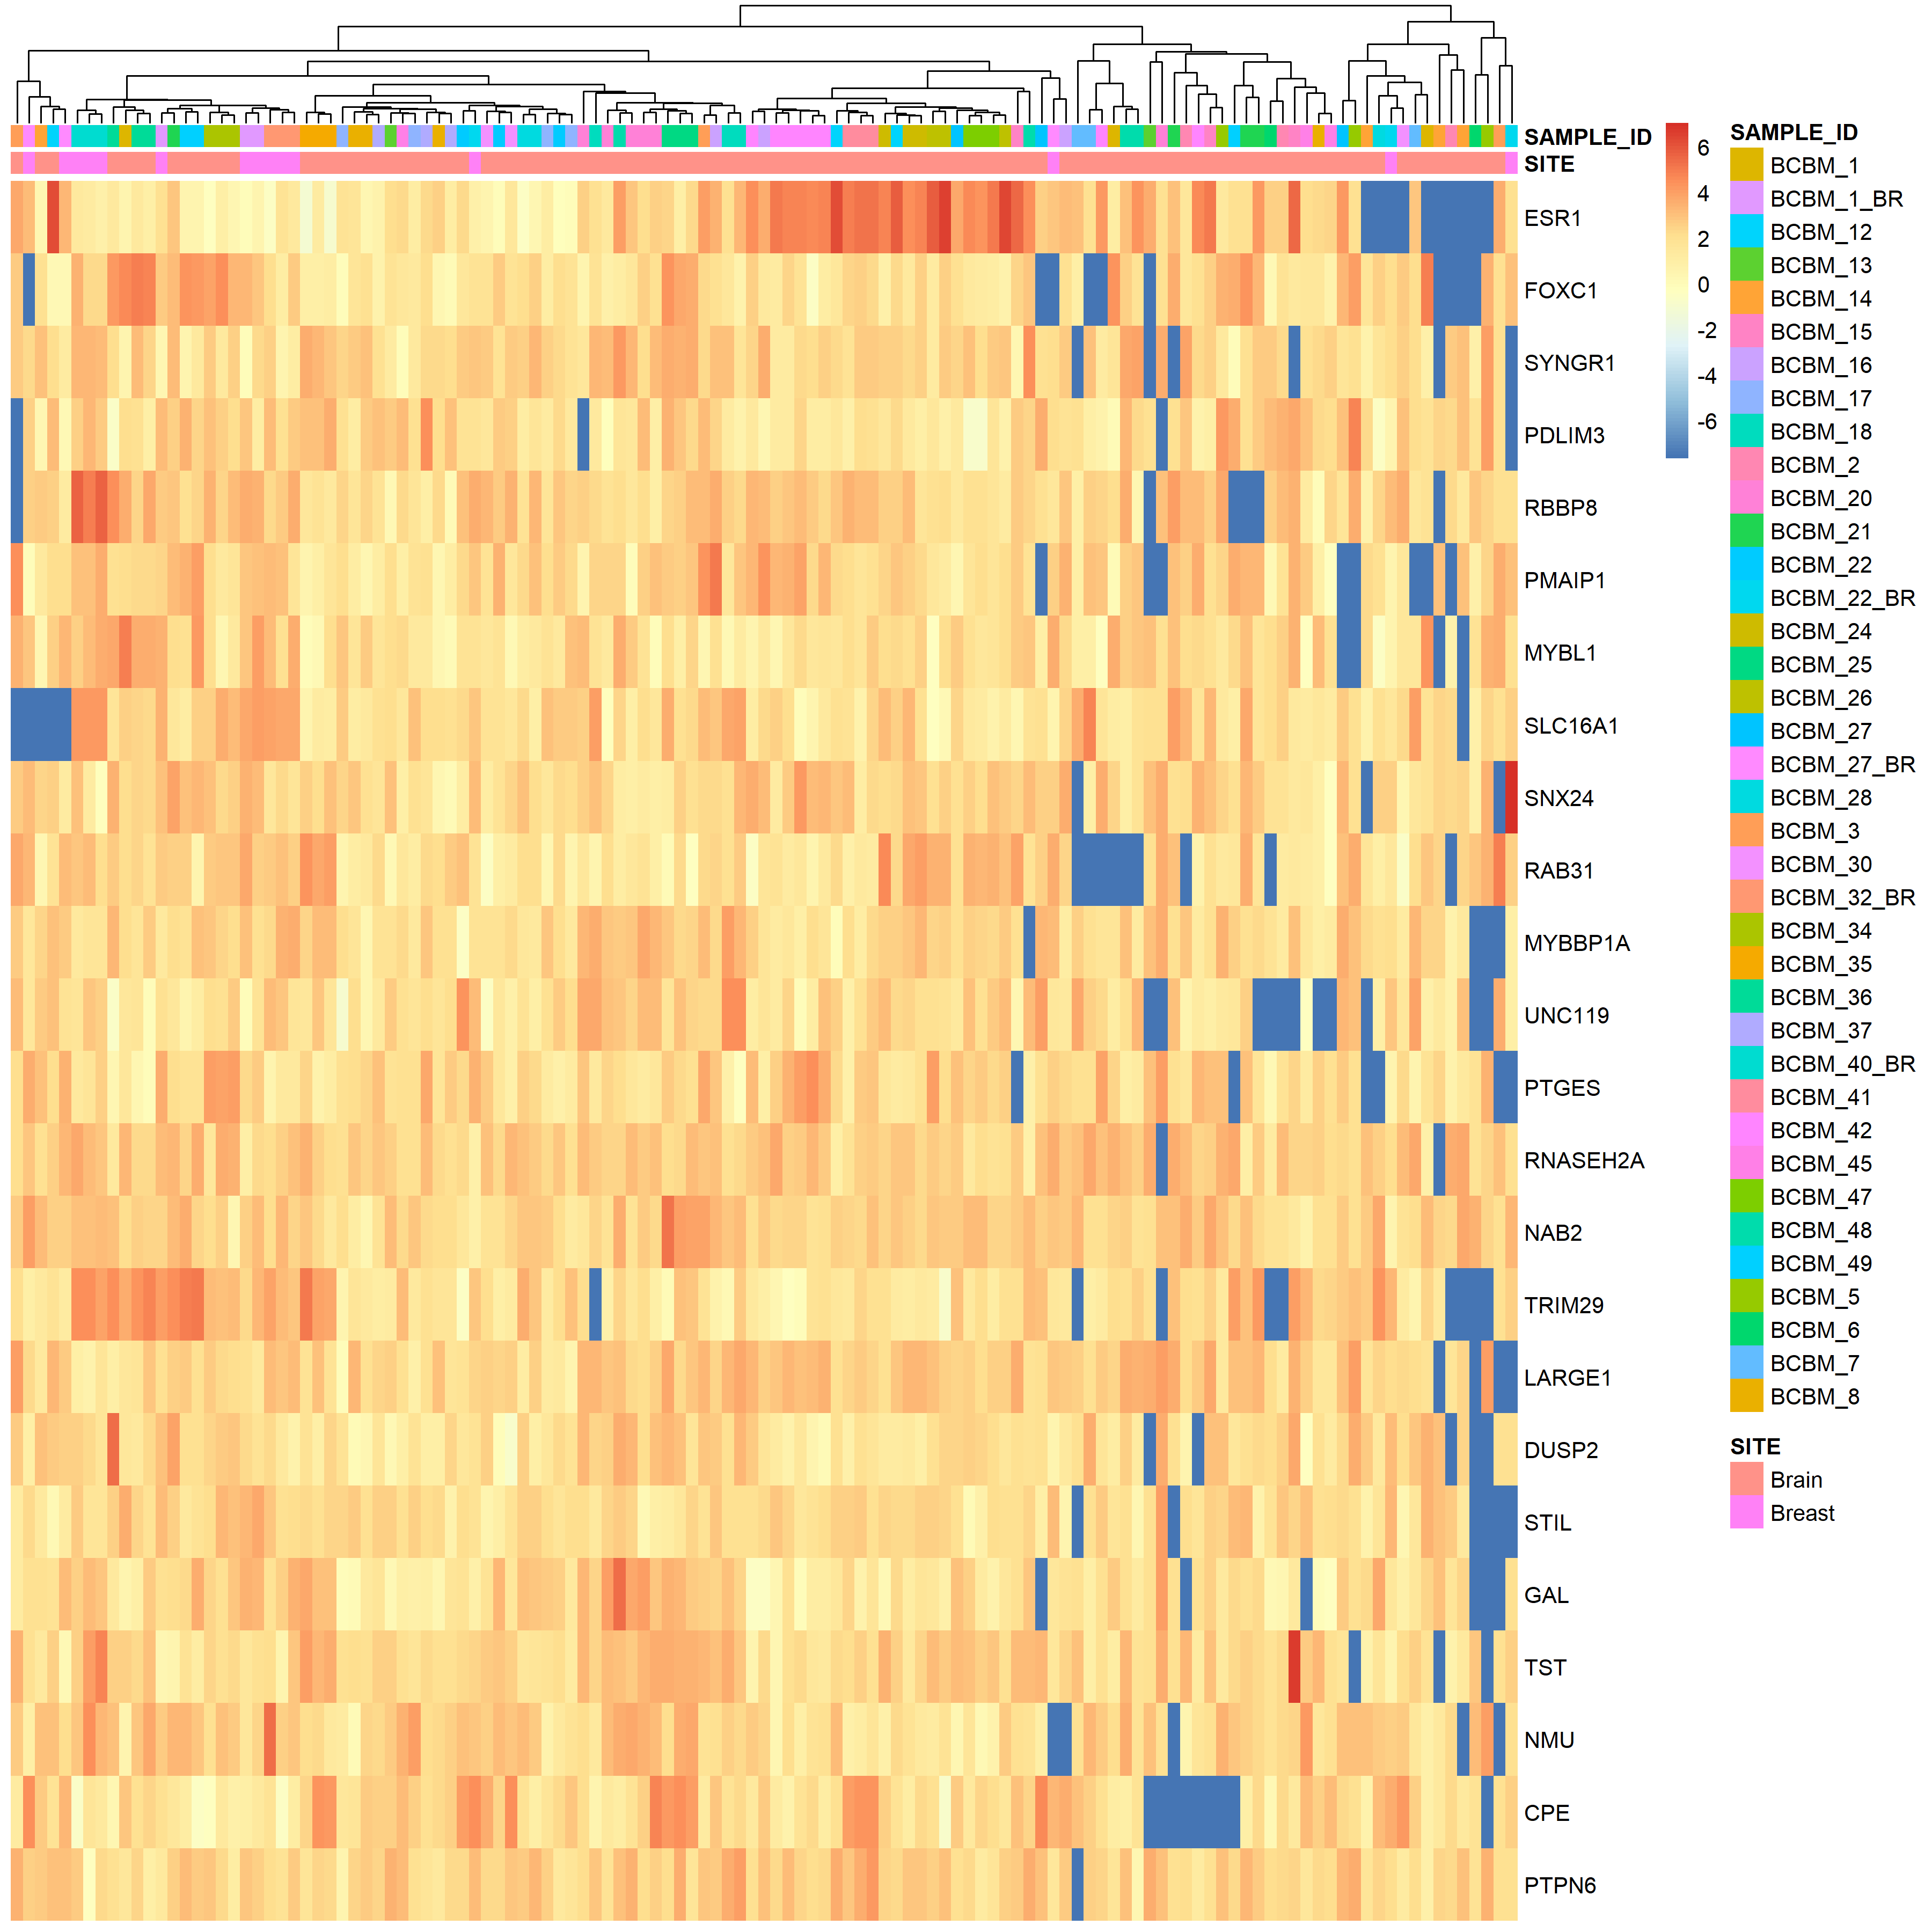 SAMPLE_ID
SITE
ESR1
FOXC1
SYNGR1
PDLIM3
RBBP8
PMAIP1
MYBL1
SLC16A1
SNX24
RAB31
MYBBP1A
UNC119
PTGES
RNASEH2A
NAB2
TRIM29
LARGE1
DUSP2
STIL
GAL
TST
NMU
CPE
PTPN6
6
4
2
0
-2
-4
-6
SAMPLE_ID
BCBM_1
BCBM_1_BR
BCBM_12
BCBM_13
BCBM_14
BCBM_15
BCBM_16
BCBM_17
BCBM_18
BCBM_2
BCBM_20
BCBM_21
BCBM_22
BCBM_22_BR
BCBM_24
BCBM_25
BCBM_26
BCBM_27
BCBM_27_BR
BCBM_28
BCBM_3
BCBM_30
BCBM_32_BR
BCBM_34
BCBM_35
BCBM_36
BCBM_37
BCBM_40_BR
BCBM_41
BCBM_42
BCBM_45
BCBM_47
BCBM_48
BCBM_49
BCBM_5
BCBM_6
BCBM_7
BCBM_8
SITE
Brain
Breast